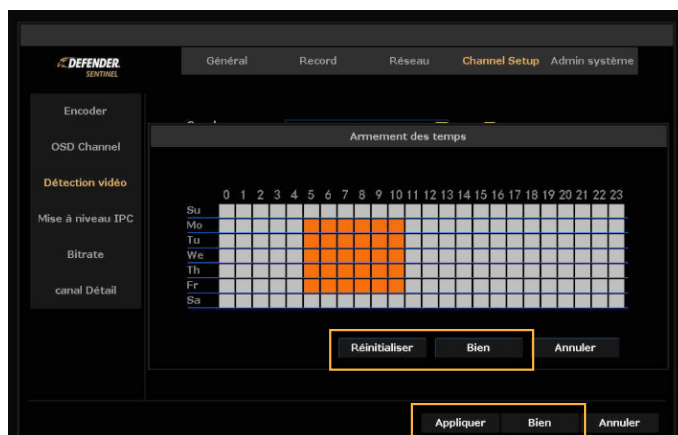 DEFENDER
SENTINEL
Général Record Réseau Channel Setup Admin système
Encoder
OSD Channel
Détection vidéo
Mise à niveau IPC
Bitrate
canal Détail
Armement des temps
0 1 2 3 4 5 6 7 8 9 10 11 12 13 14 15 16 17 18 19 20 21 22 23
Su
Mo
Tu
We
Th
Fr
Sa
Réinitialiser Bien Annuler
Appliquer Bien Annuler